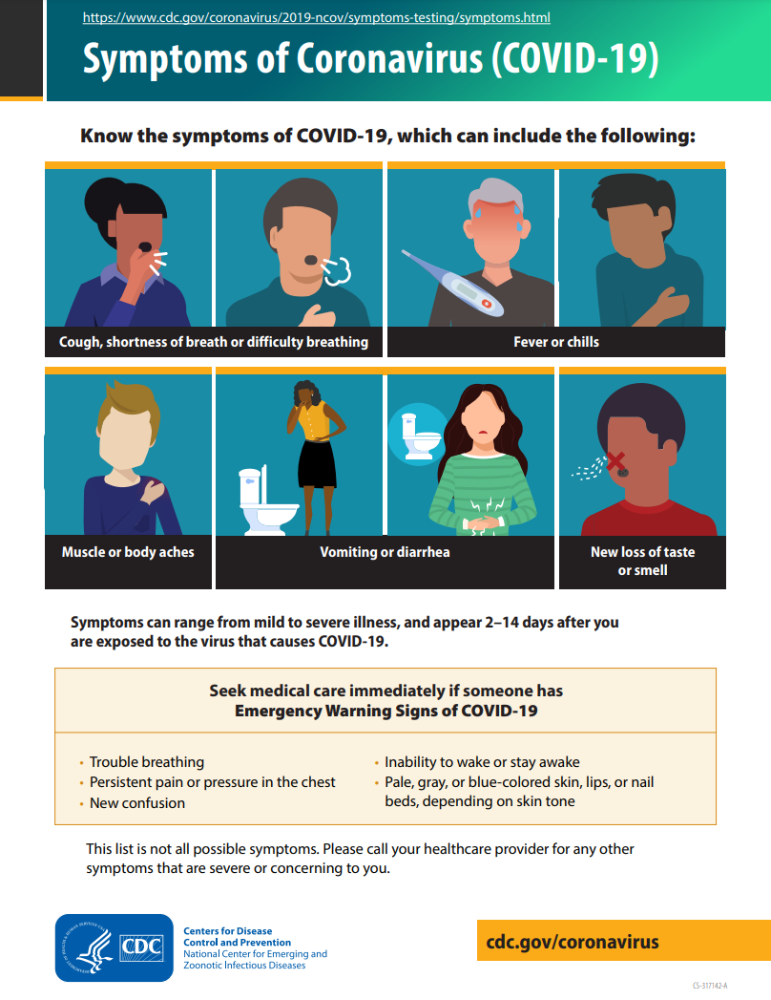 https://www.cdc.gov/coronavirus/2019-ncov/symptoms-testing/symptoms.html
Symptoms of Coronavirus (COVID-19)
Know the symptoms of COVID-19, which can include the following:
Cough, shortness of breath or difficulty breathing
Fever or chills
Muscle or body aches
Vomiting or diarrhea
New loss of taste
or smell
Symptoms can range from mild to severe illness, and appear 2–14 days after you
are exposed to the virus that causes COVID-19.
Seek medical care immediately if someone has
Emergency Warning Signs of COVID-19
• Trouble breathing
• Persistent pain or pressure in the chest
• New confusion
• Inability to wake or stay awake
• Pale, gray, or blue-colored skin, lips, or nail
beds, depending on skin tone
This list is not all possible symptoms. Please call your healthcare provider for any other
symptoms that are severe or concerning to you.
CDC
Centers for Disease
Control and Prevention
National Center for Emerging and
Zoonotic Infectious Diseases
cdc.gov/coronavirus
CS-317142-A